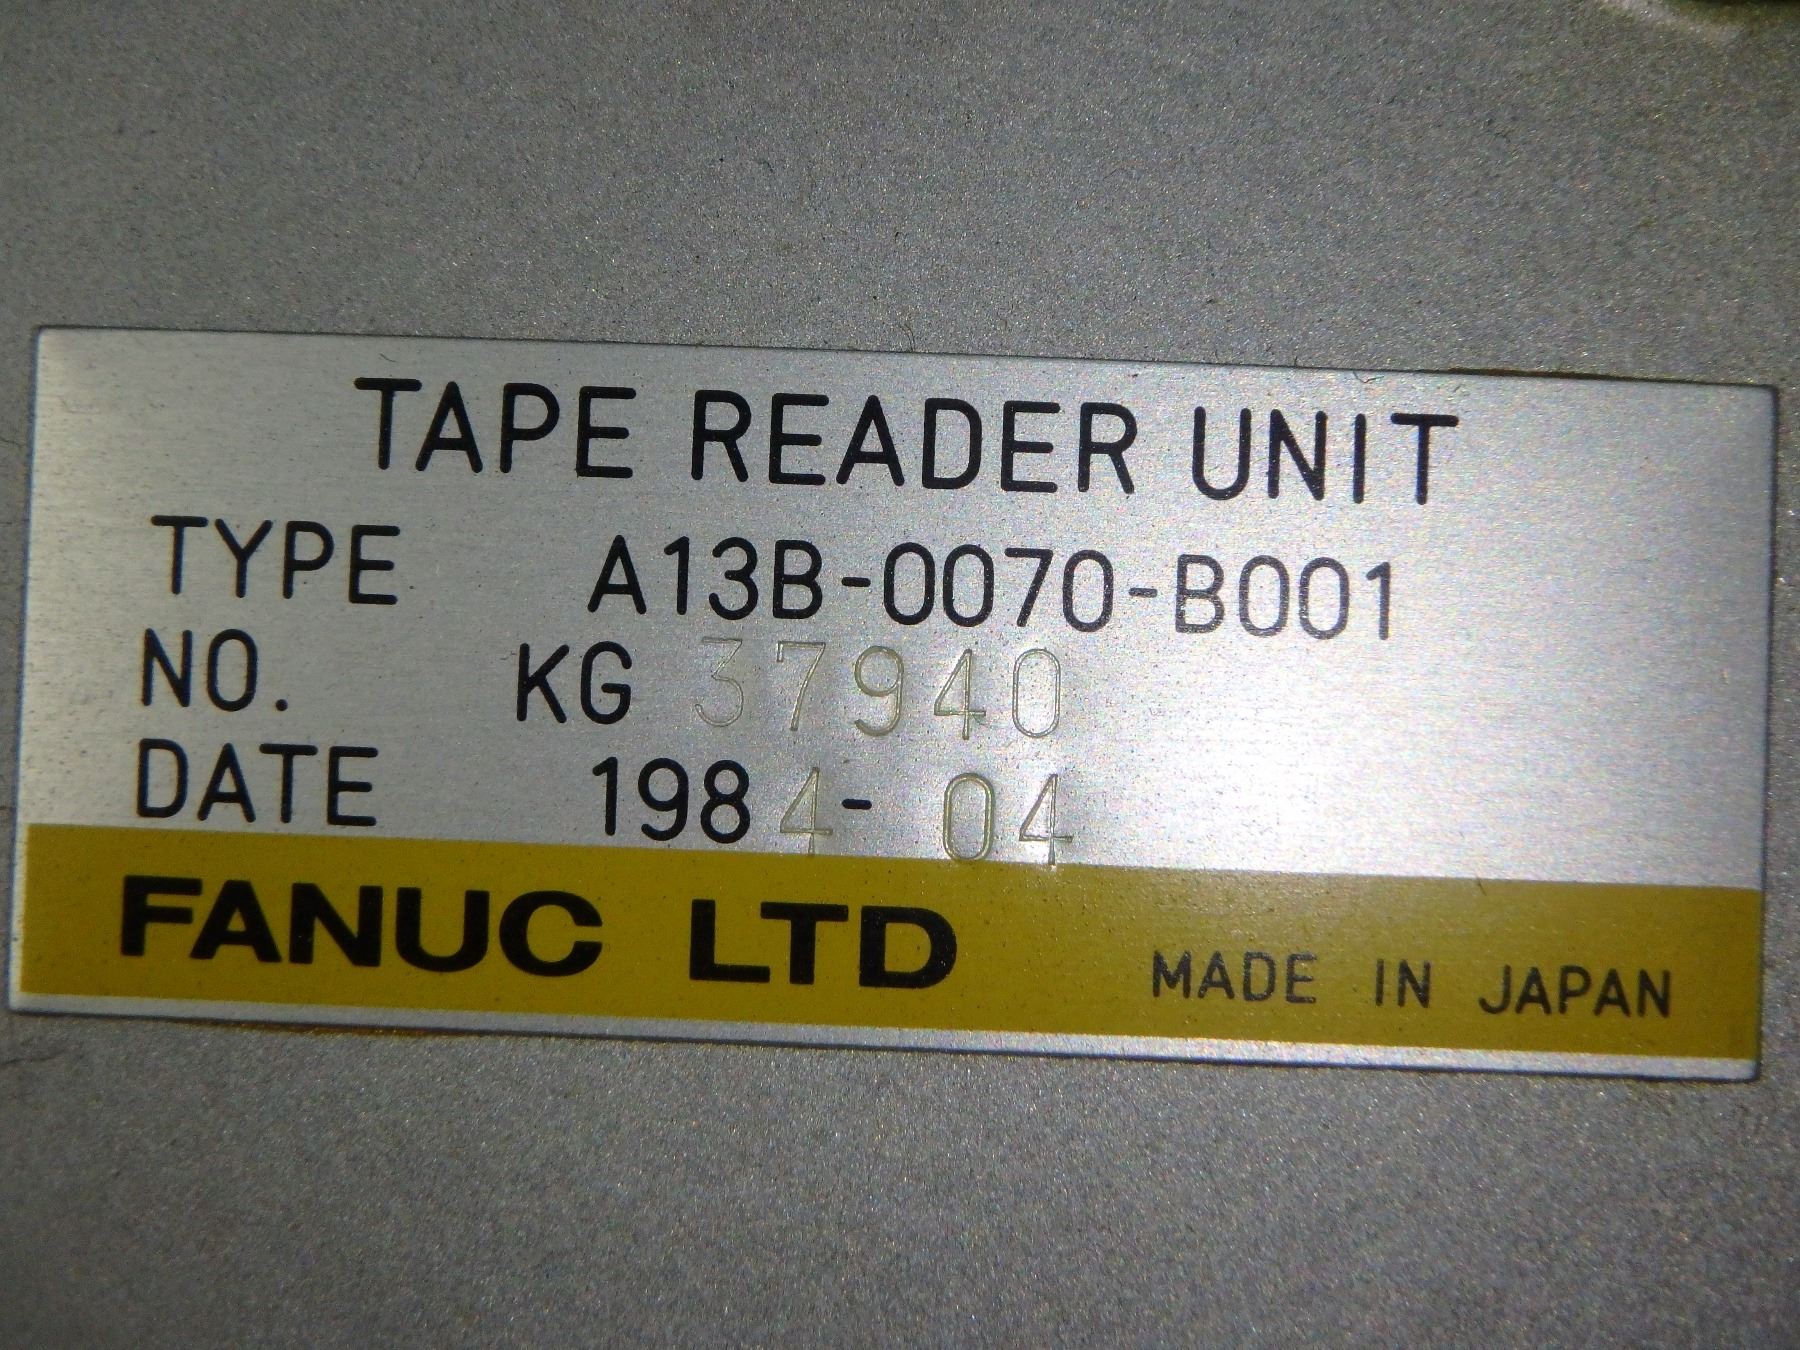 TAPE READER UNIT
TYPE A13B-0070-B001
NO. KG 37940
DATE 1984-04
FANUC LTD MADE IN JAPAN